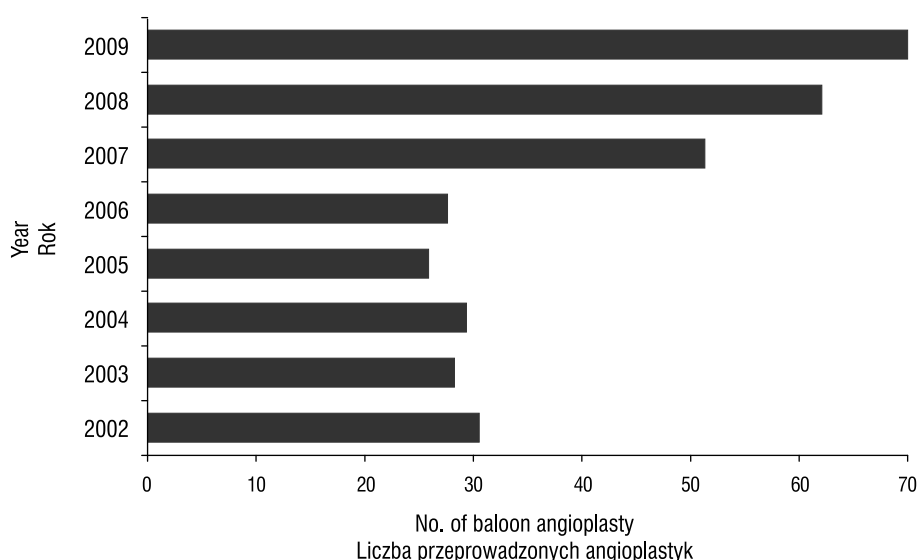 2009
2008
2007
2006
2005
2004
2003
2002
Year
Rok
0 10 20 30 40 50 60 70
No. of baloon angioplasty
Liczba przeprowadzonych angioplastyk